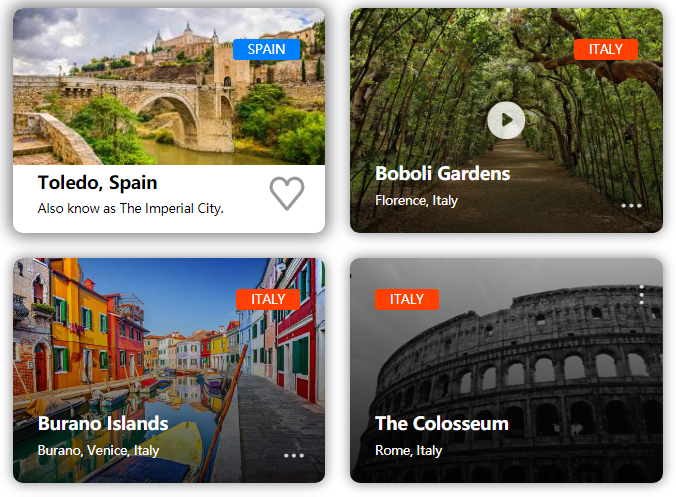 SPAIN
Toledo, Spain
Also know as The Imperial City.
ITALY
Boboli Gardens
Florence, Italy
ITALY
Burano Islands
Burano, Venice, Italy
ITALY
The Colosseum
Rome, Italy